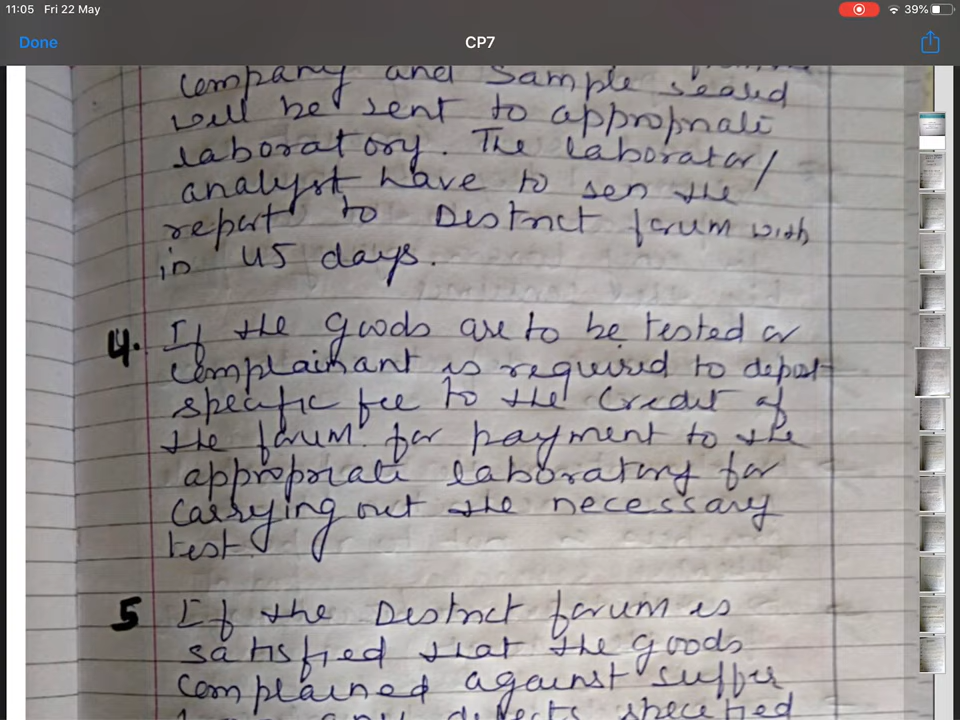 11:05 Fri 22 May
39%
Done
CP7
company and sample sealed
will be sent to appropriate
laboratory. The laborator/
analyst have to sen the
report to District forum with
in 45 days.
4. If the goods are to be tested or
complainant is required to deposit
specific fee to the credit of
the forum for payment to the
appropriate laboratory for
carrying out the necessary
test
5 If the District forum is
satisfied that the goods
complained against suffer
any defects specified